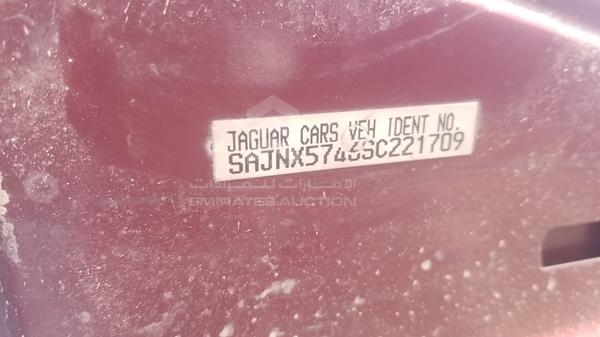 JAGUAR CARS VEH IDENT NO.
SAJNX5746SC221709
الإمارات للمزادات
EMIRATES AUCTION